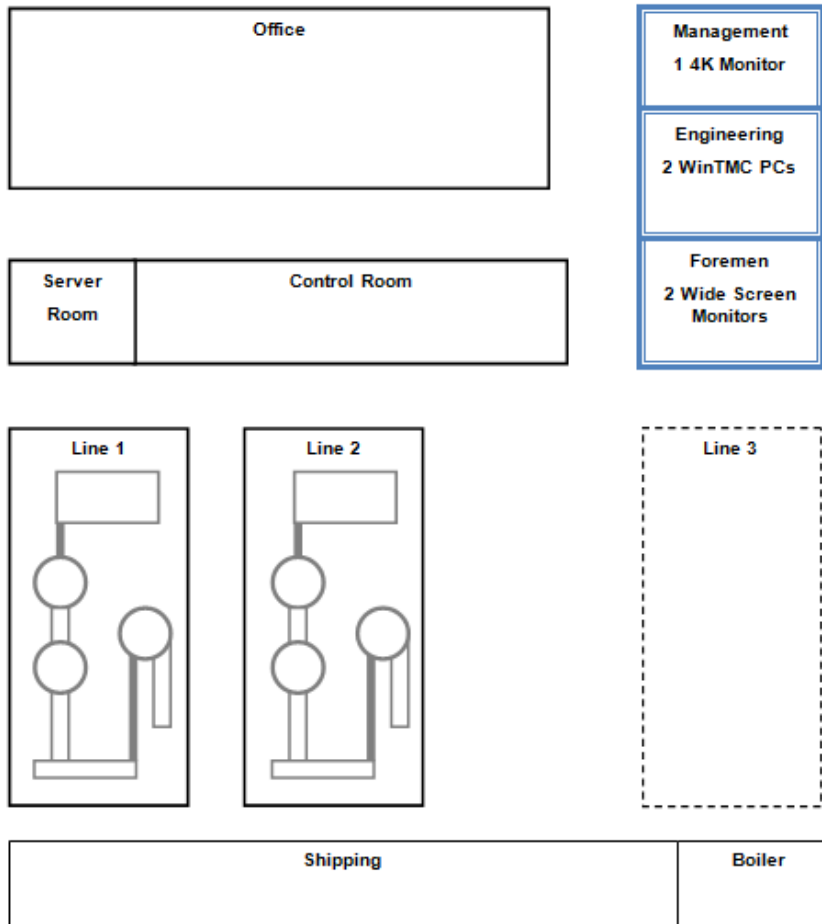 Office
Management
1 4K Monitor
Engineering
2 WinTMC PCs
Foremen
2 Wide Screen
Monitors
Server
Room
Control Room
Line 1
Line 2
Line 3
Shipping
Boiler